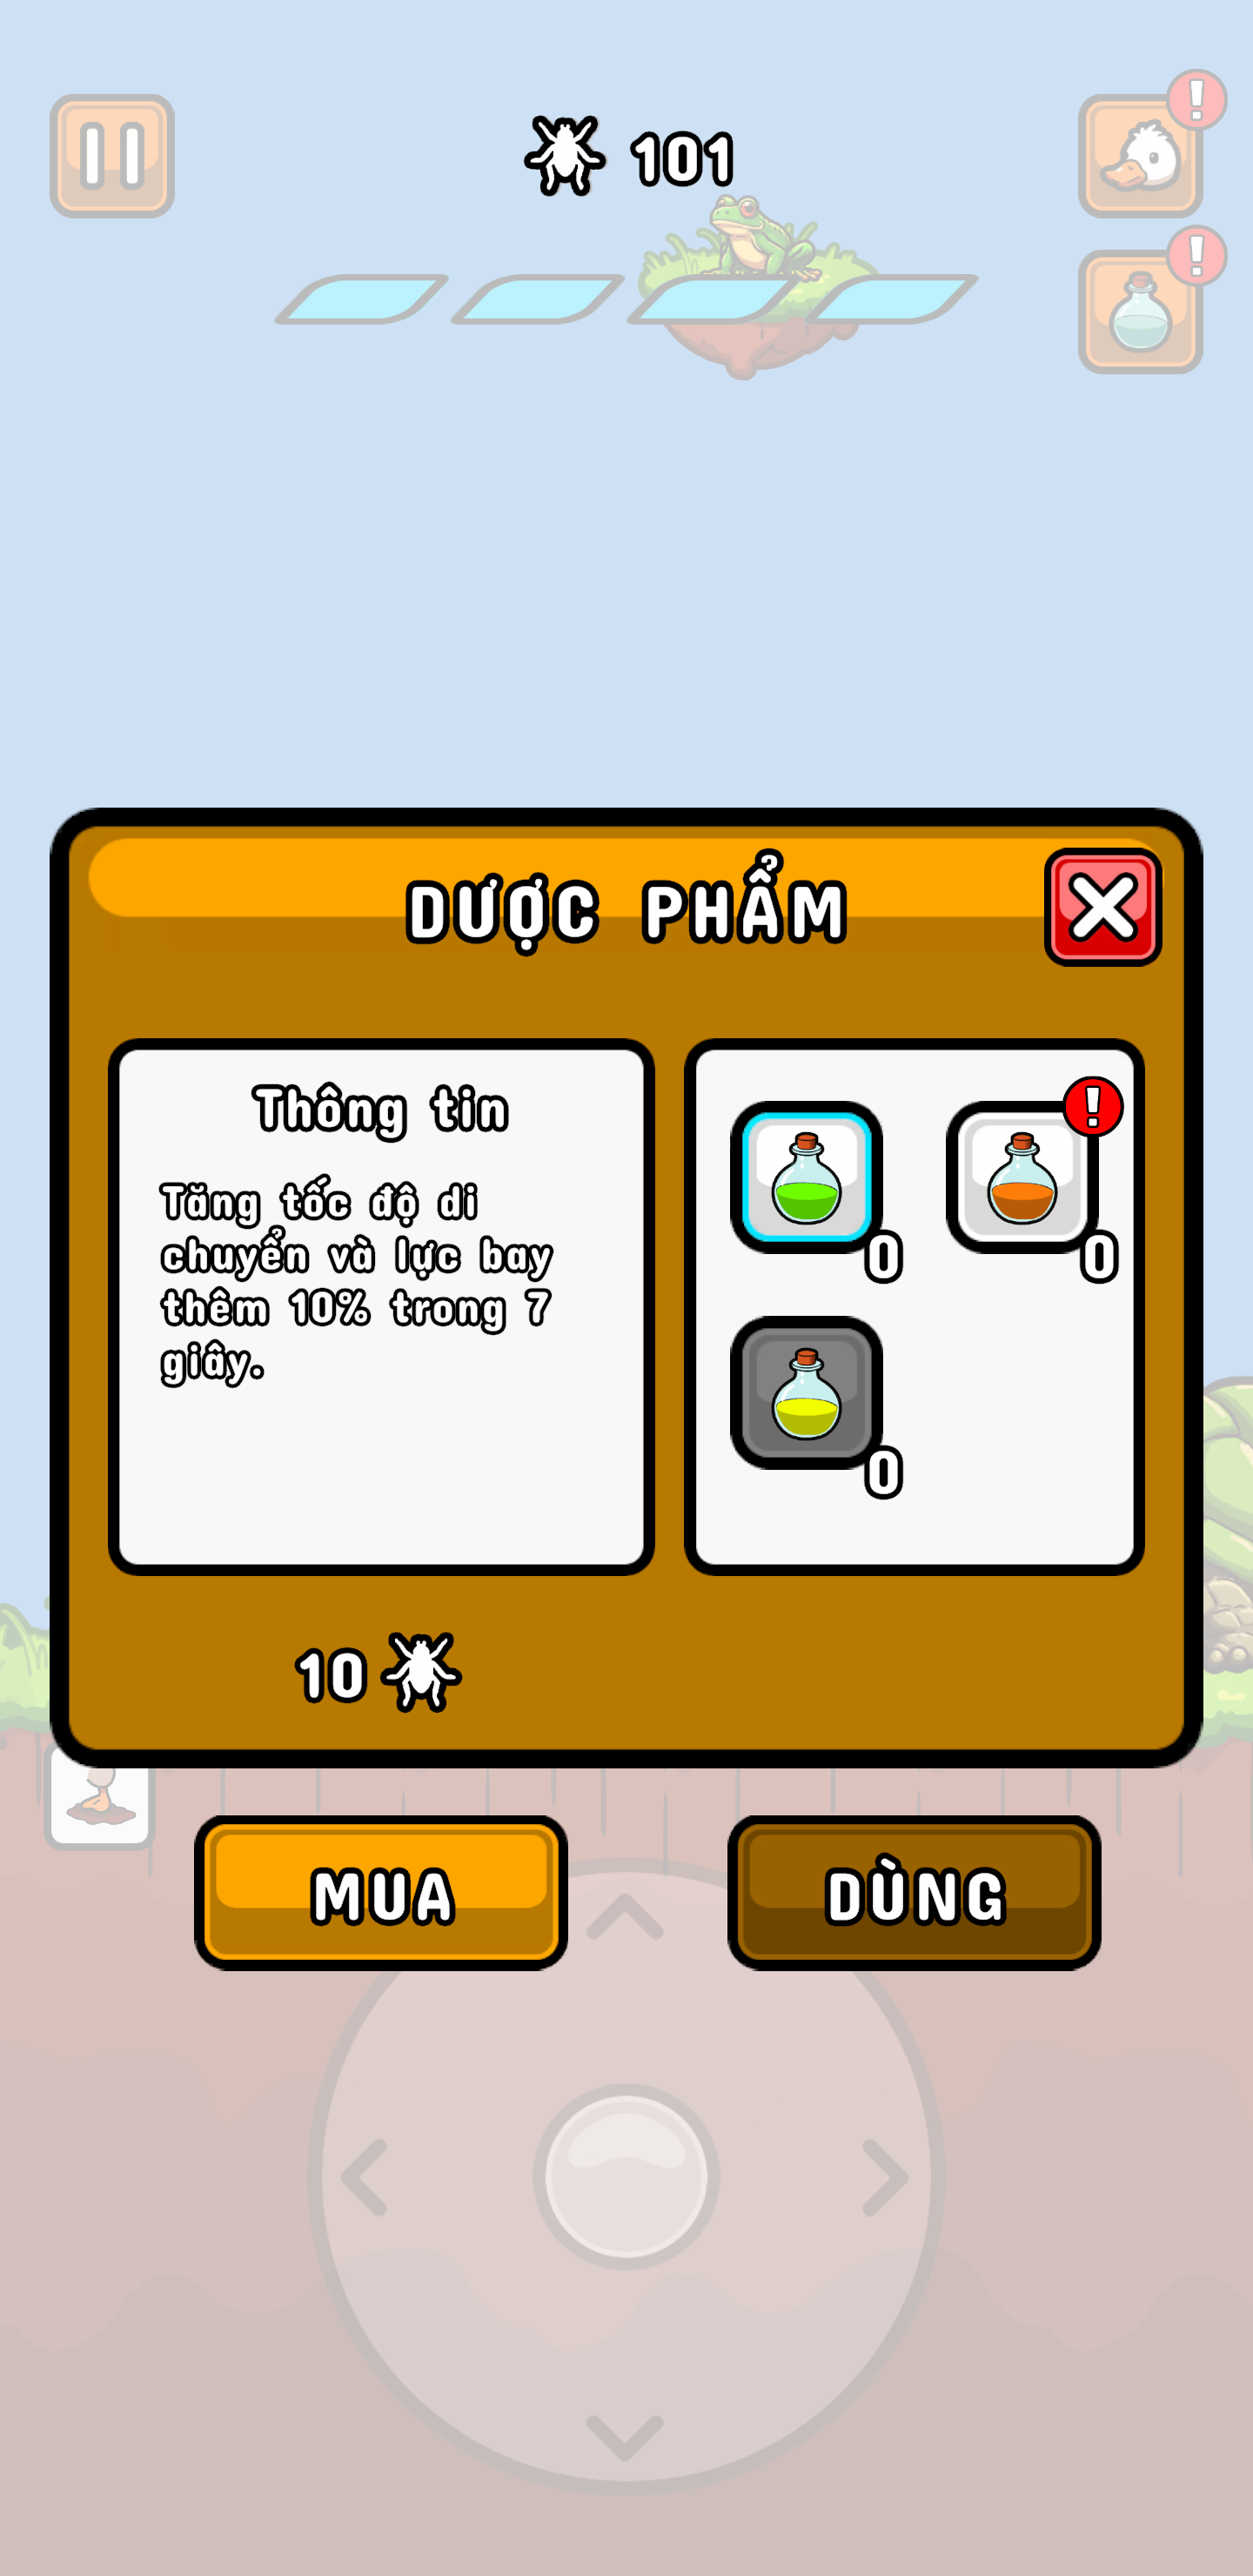 101
DƯỢC PHẨM
Thông tin
Tăng tốc độ di
chuyển và lực bay
thêm 10% trong 7
giây.
0
0
0
10
MUA
DÙNG